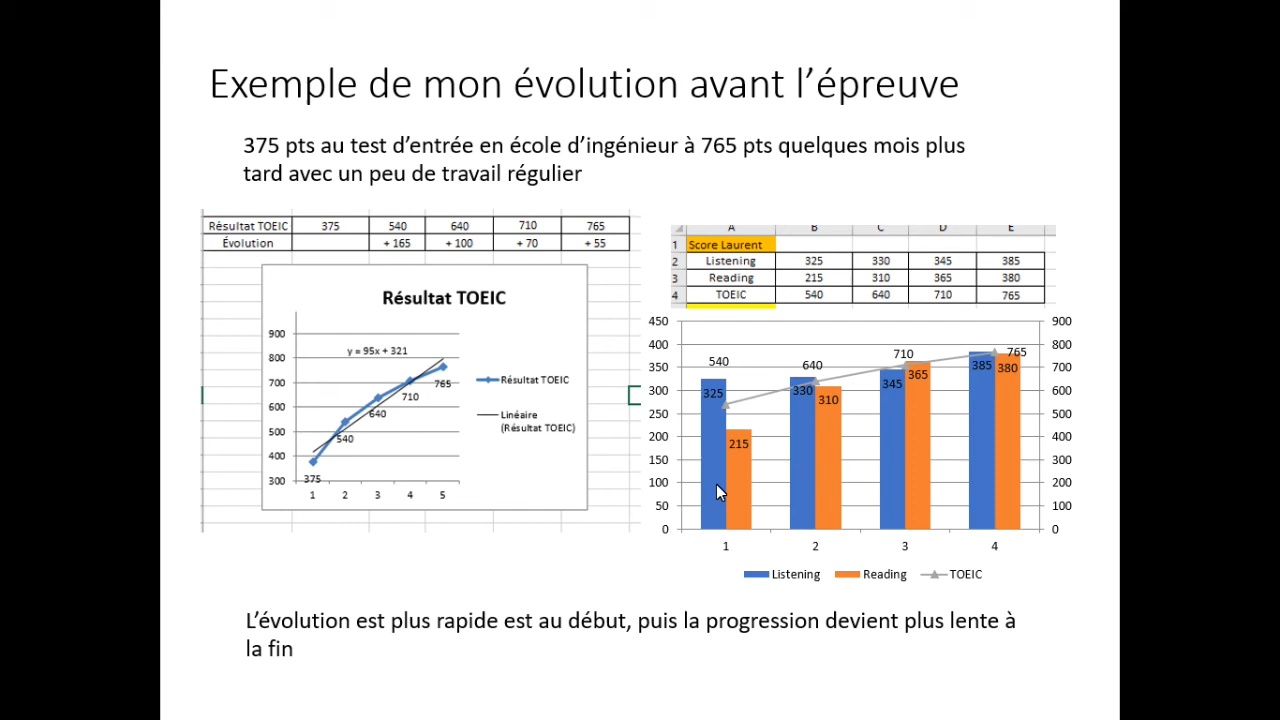 Exemple de mon évolution avant l’épreuve
375 pts au test d’entrée en école d’ingénieur à 765 pts quelques mois plus
tard avec un peu de travail régulier
Résultat TOEIC 375 540 640 710 765
Évolution + 165 + 100 + 70 + 55
Résultat TOEIC
900
800
700
600
500
400
300
y = 95x + 321
375
540
640
710
765
1 2 3 4 5
Résultat TOEIC
Linéaire
(Résultat TOEIC)
A B C D E
1 Score Laurent
2 Listening 325 330 345 385
3 Reading 215 310 365 380
4 TOEIC 540 640 710 765
450
400
350
300
250
200
150
100
50
0
900
800
700
600
500
400
300
200
100
0
540 640 710 765
325 330 345 385
215 310 365 380
1 2 3 4
Listening Reading TOEIC
L’évolution est plus rapide est au début, puis la progression devient plus lente à
la fin